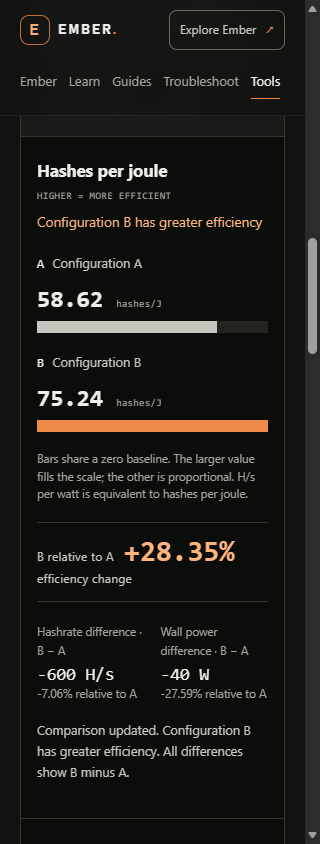 E EMBER.
Explore Ember ↗
Ember Learn Guides Troubleshoot Tools
Hashes per joule
HIGHER = MORE EFFICIENT
Configuration B has greater efficiency
A Configuration A
58.62 hashes/J
B Configuration B
75.24 hashes/J
Bars share a zero baseline. The larger value
fills the scale; the other is proportional. H/s
per watt is equivalent to hashes per joule.
B relative to A +28.35%
efficiency change
Hashrate difference ·
B − A
-600 H/s
-7.06% relative to A
Wall power
difference · B − A
-40 W
-27.59% relative to A
Comparison updated. Configuration B
has greater efficiency. All differences
show B minus A.